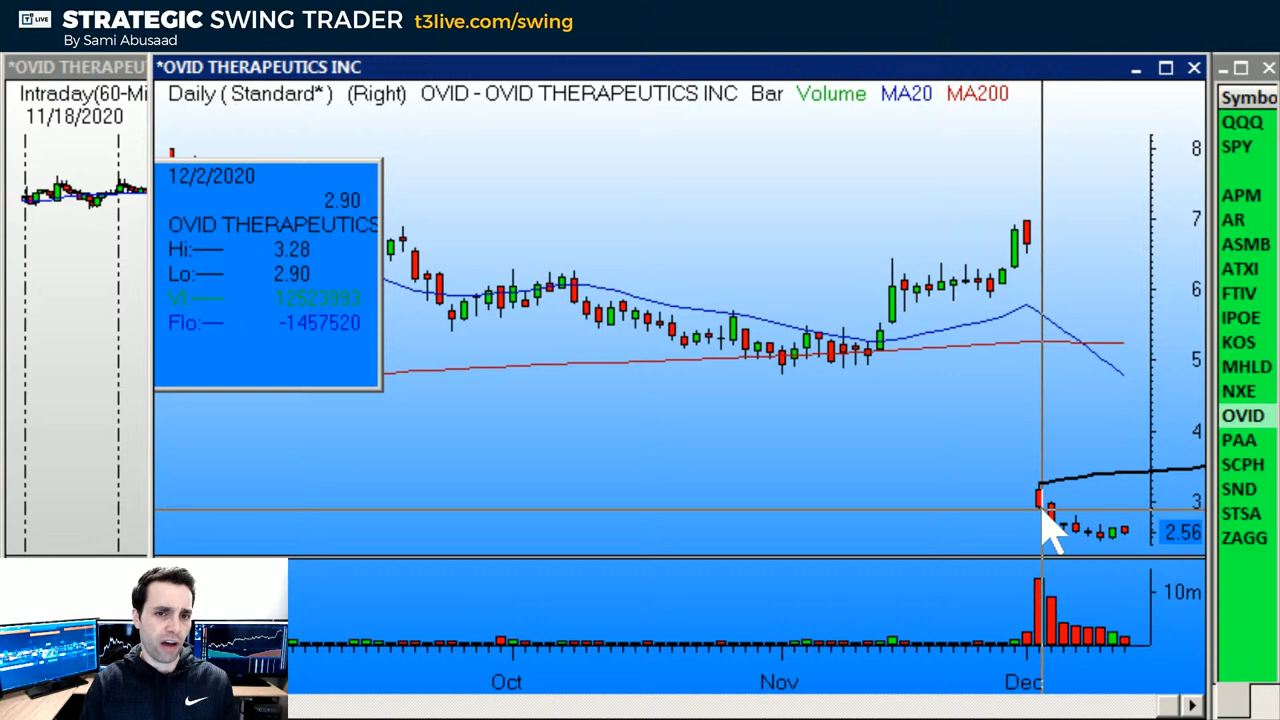 LIVE STRATEGIC SWING TRADER t3live.com/swing
By Sami Abusaad
*OVID THERAPEU
*OVID THERAPEUTICS INC
Intraday(60-Mi
11/18/2020
Daily ( Standard* ) (Right) OVID - OVID THERAPEUTICS INC Bar Volume MA20 MA200
12/2/2020
2.90
OVID THERAPEUTICS
Hi: 3.28
Lo: 2.90
Vl: 12523993
Flo: -1457520
8
7
6
5
4
3
2.56
10m
Oct Nov Dec
Symbo
QQQ
SPY
APM
AR
ASMB
ATXI
FTIV
IPOE
KOS
MHLD
NXE
OVID
PAA
SCPH
SND
STSA
ZAGG